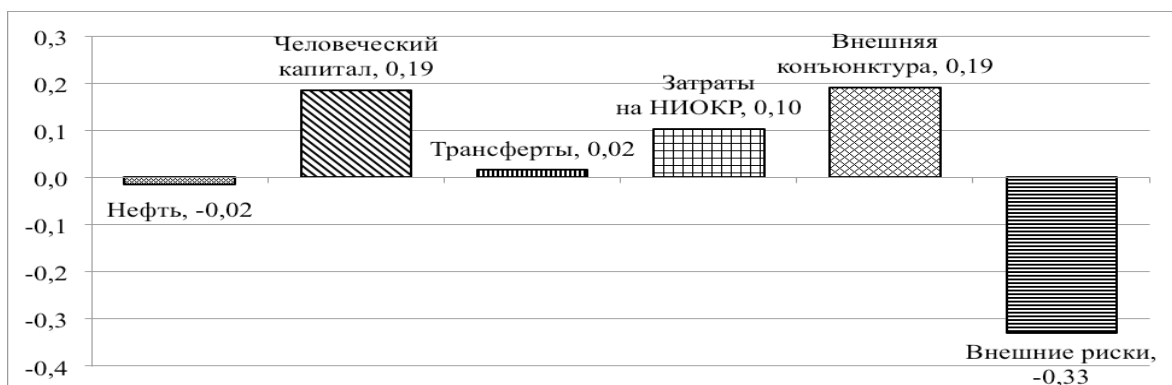 0,3
0,2
0,1
0,0
-0,1
-0,2
-0,3
-0,4
Нефть, -0,02
Человеческий
капитал, 0,19
Трансферты, 0,02
Затраты
на НИОКР, 0,10
Внешняя
конъюнктура, 0,19
Внешние риски,
-0,33